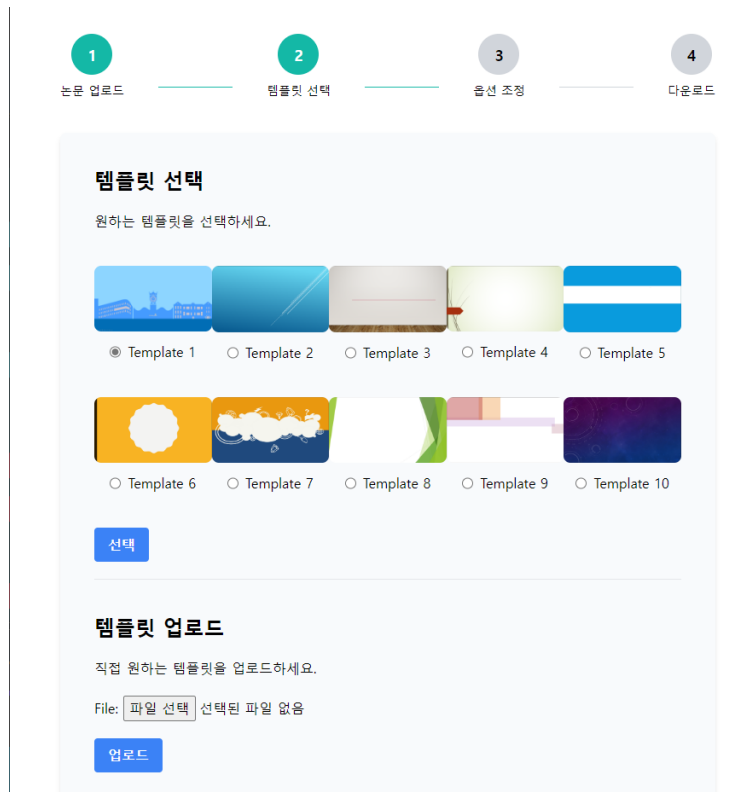 1 2 3 4
논문 업로드 템플릿 선택 옵션 조정 다운로드
템플릿 선택
원하는 템플릿을 선택하세요.
Template 1 Template 2 Template 3 Template 4 Template 5
Template 6 Template 7 Template 8 Template 9 Template 10
선택
템플릿 업로드
직접 원하는 템플릿을 업로드하세요.
File: 파일 선택 선택된 파일 없음
업로드